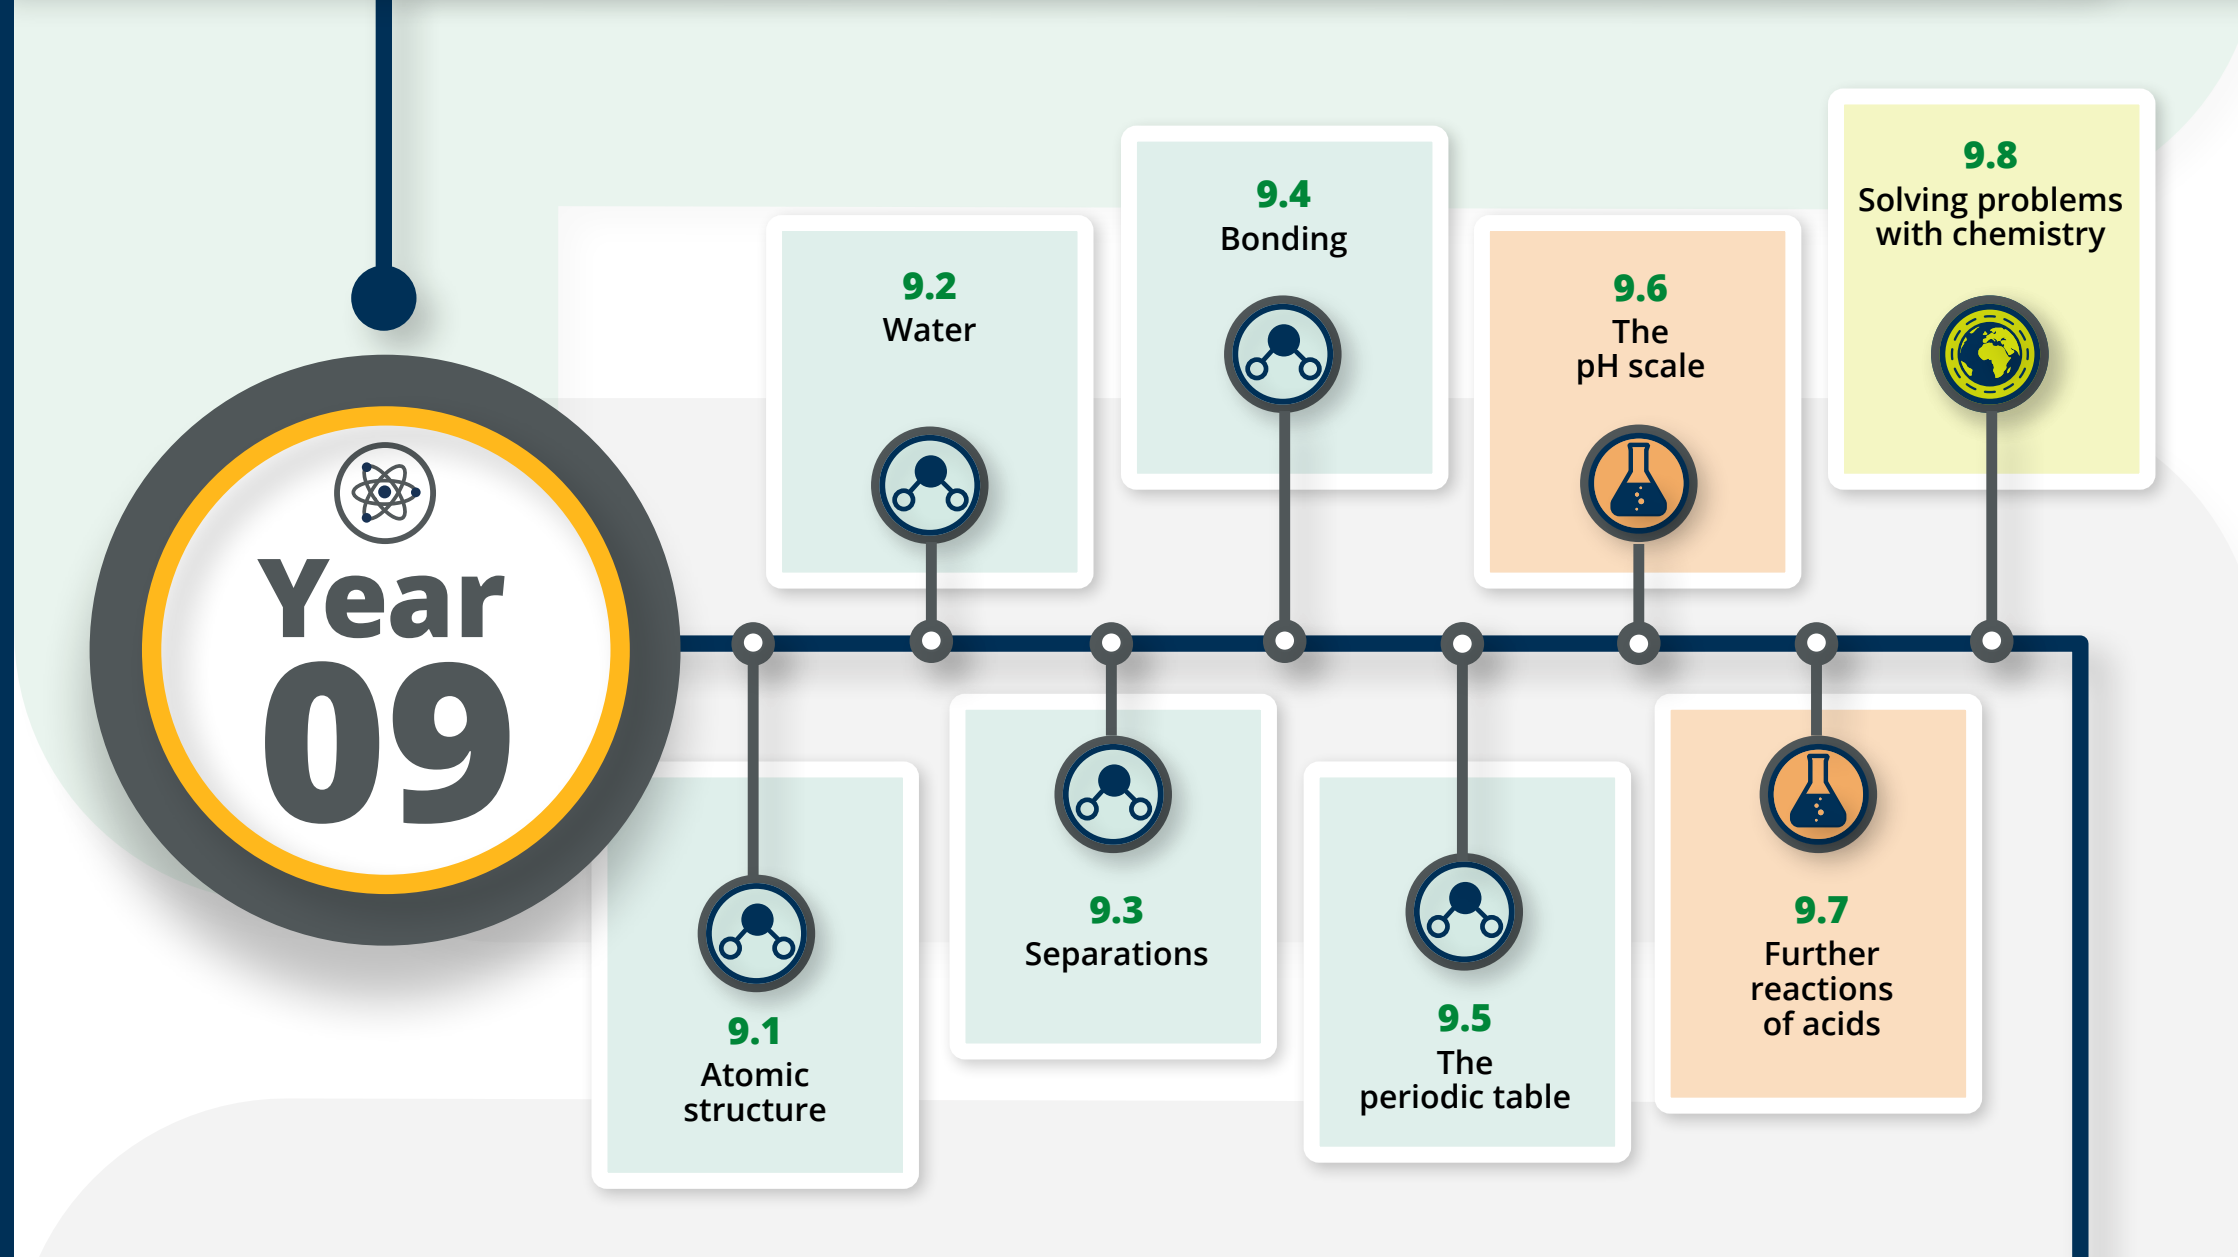 Year
09
9.1
Atomic
structure
9.2
Water
9.3
Separations
9.4
Bonding
9.5
The
periodic table
9.6
The
pH scale
9.7
Further
reactions
of acids
9.8
Solving problems
with chemistry